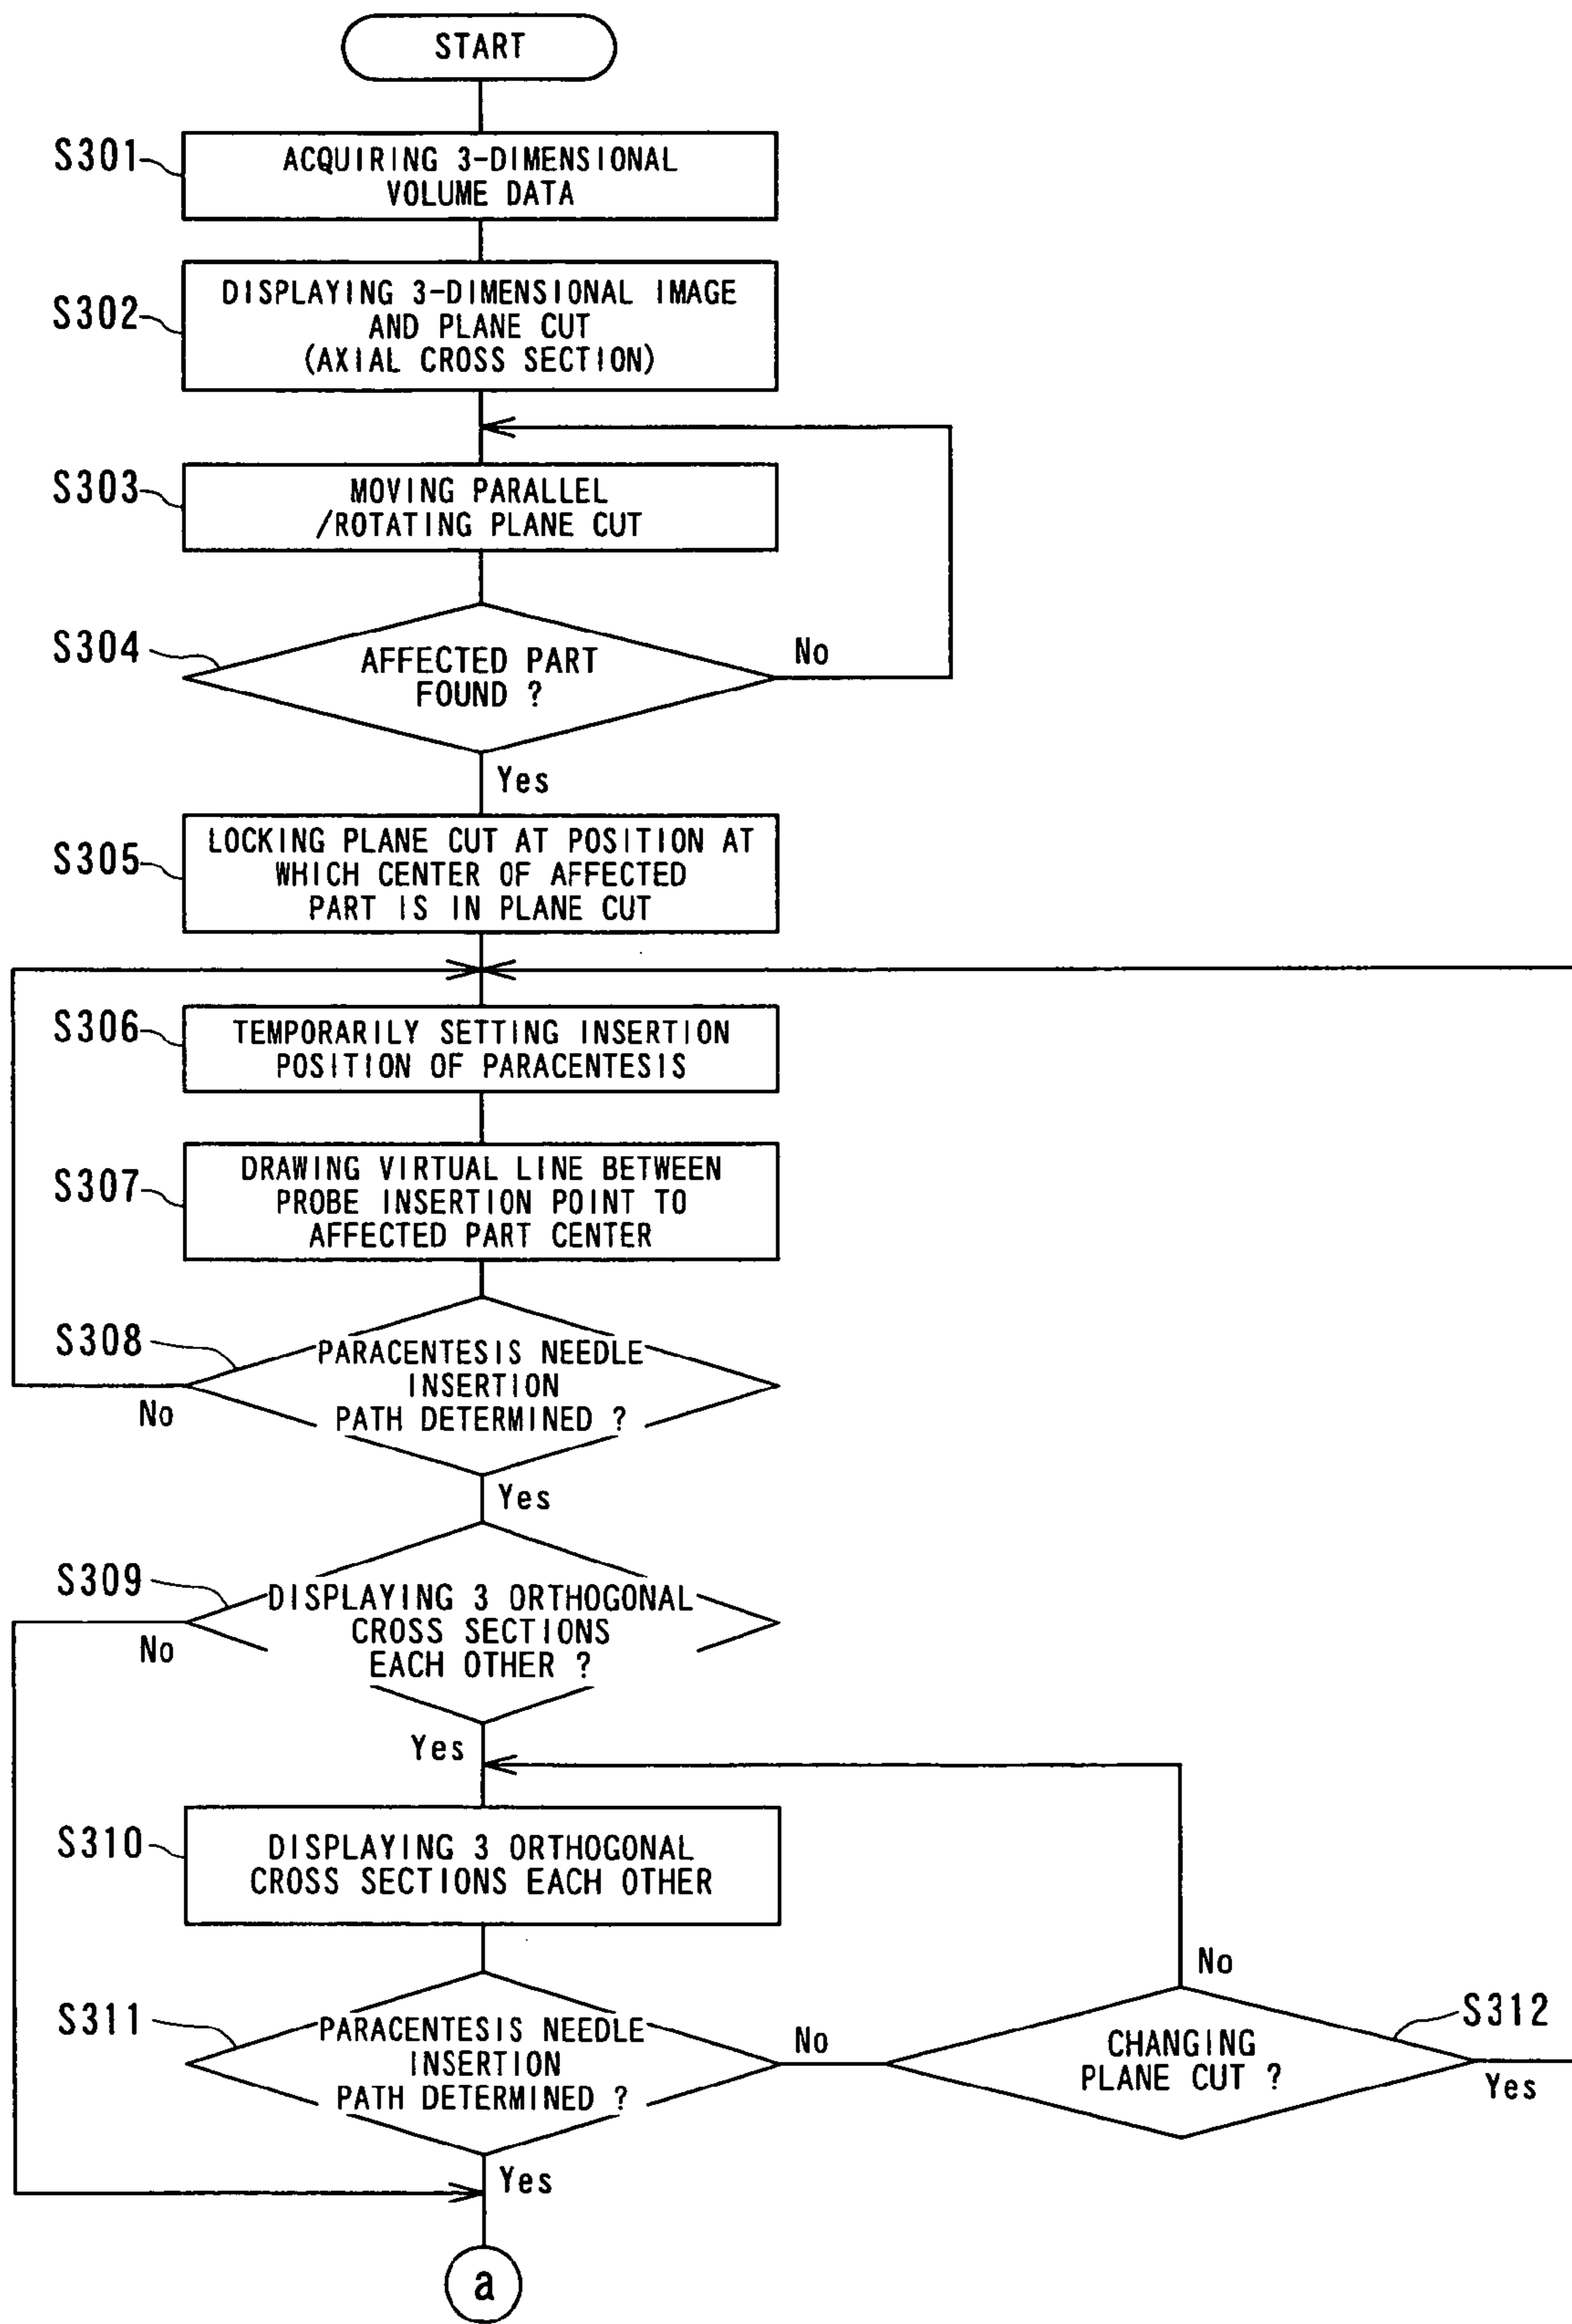 START
S301
ACQUIRING 3-DIMENSIONAL
VOLUME DATA
S302
DISPLAYING 3-DIMENSIONAL IMAGE
AND PLANE CUT
(AXIAL CROSS SECTION)
S303
MOVING PARALLEL
/ROTATING PLANE CUT
S304
AFFECTED PART
FOUND ?
No
Yes
S305
LOCKING PLANE CUT AT POSITION AT
WHICH CENTER OF AFFECTED
PART IS IN PLANE CUT
S306
TEMPORARILY SETTING INSERTION
POSITION OF PARACENTESIS
S307
DRAWING VIRTUAL LINE BETWEEN
PROBE INSERTION POINT TO
AFFECTED PART CENTER
S308
PARACENTESIS NEEDLE
INSERTION
PATH DETERMINED ?
No
Yes
S309
DISPLAYING 3 ORTHOGONAL
CROSS SECTIONS
EACH OTHER ?
No
Yes
S310
DISPLAYING 3 ORTHOGONAL
CROSS SECTIONS EACH OTHER
S311
PARACENTESIS NEEDLE
INSERTION
PATH DETERMINED ?
No
Yes
S312
CHANGING
PLANE CUT ?
No
Yes
a